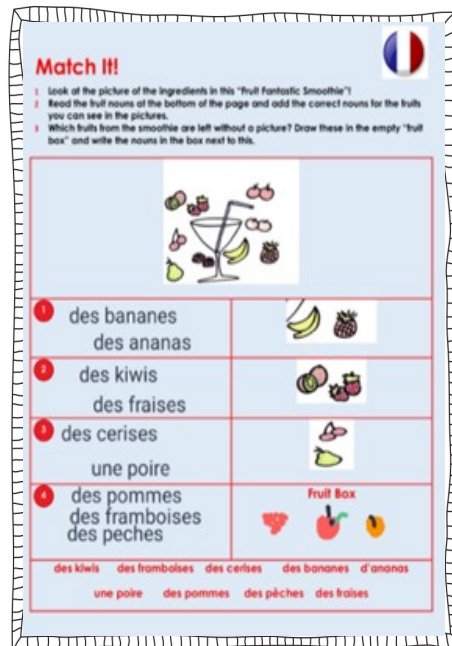 Match It!
1 Look at the picture of the ingredients in this "Fruit Fantastic Smoothie"!
2 Read the fruit nouns at the bottom of the page and add the correct nouns for the fruits
you can see in the pictures.
3 Which fruits from the smoothie are left without a picture? Draw these in the empty "fruit
box" and write the nouns in the box next to this.
1 des bananes
des ananas
2 des kiwis
des fraises
3 des cerises
une poire
4 des pommes
des framboises
des peches
Fruit Box
des kiwis des framboises des cerises des bananes d'ananas
une poire des pommes des pêches des fraises